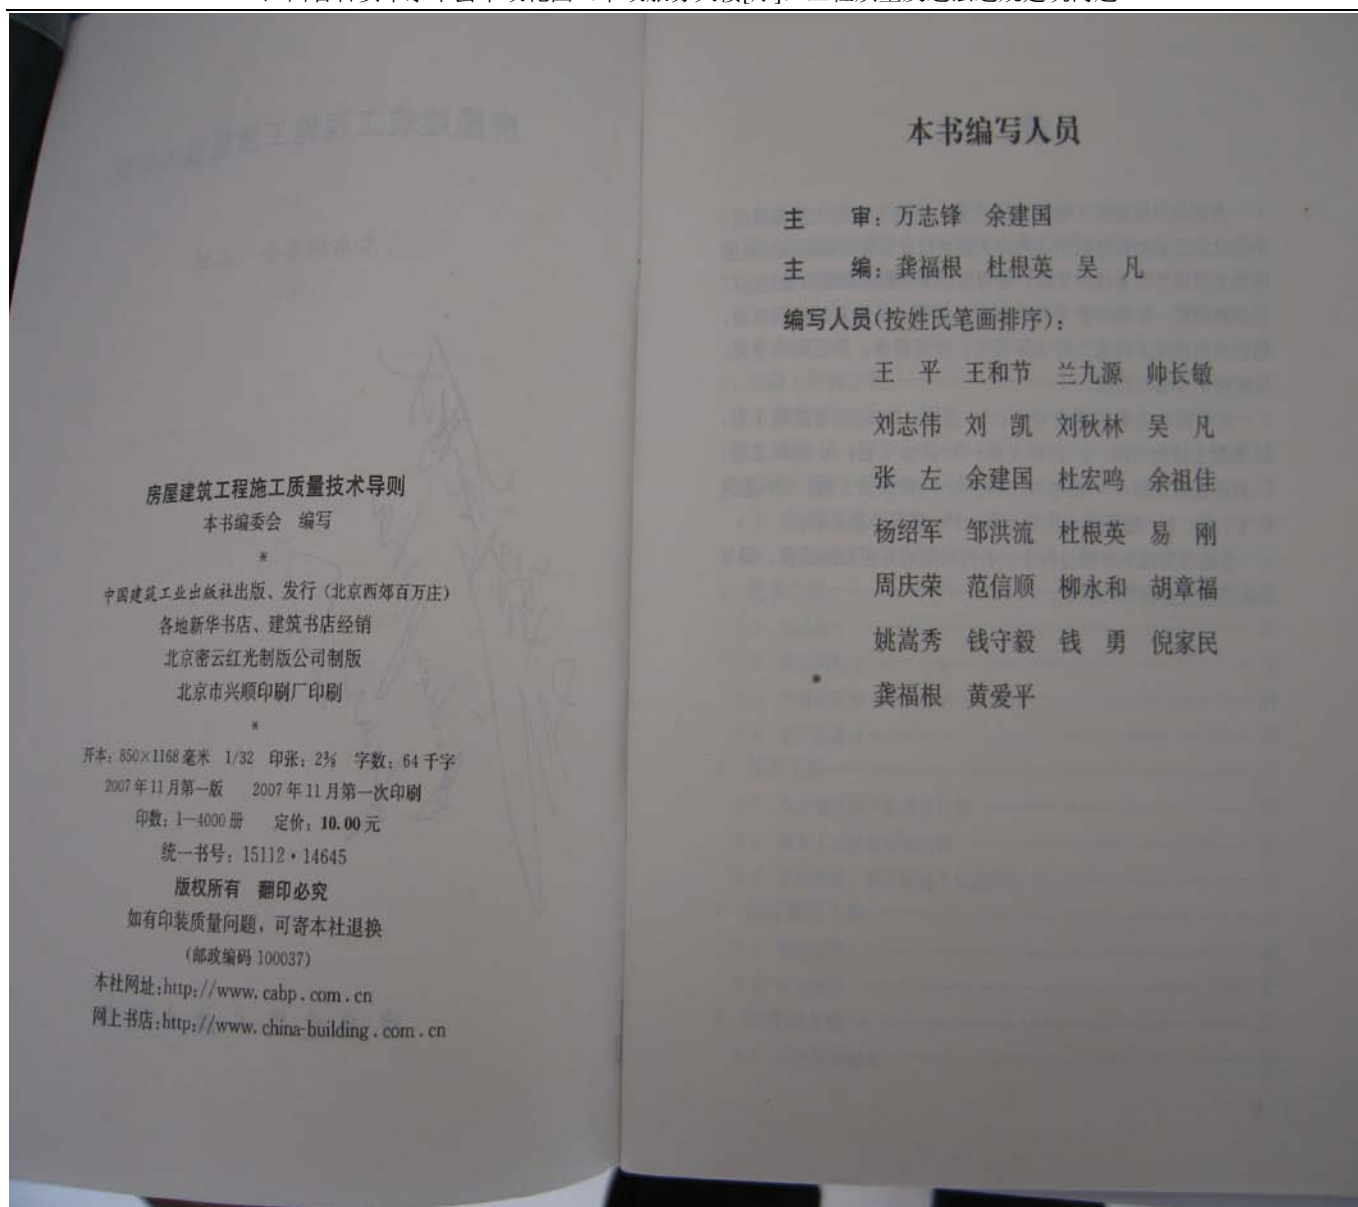 房屋建筑工程施工质量技术导则
本书编委会 编写
*
中国建筑工业出版社出版、发行(北京西郊百万庄)
各地新华书店、建筑书店经销
北京密云红光制版公司制版
北京市兴顺印刷厂印刷
*
开本：850×1168毫米 1/32 印张：2⅜ 字数：64千字
2007年11月第一版 2007年11月第一次印刷
印数：1—4000册 定价：10.00元
统一书号：15112·14645
版权所有 翻印必究
如有印装质量问题，可寄本社退换
(邮政编码 100037)
本社网址：http://www.cabp.com.cn
网上书店：http://www.china-building.com.cn
本书编写人员
主 审：万志锋 余建国
主 编：龚福根 杜根英 吴 凡
编写人员(按姓氏笔画排序)：
王 平 王和节 兰九源 帅长敏
刘志伟 刘 凯 刘秋林 吴 凡
张 左 余建国 杜宏鸣 余祖佳
杨绍军 邹洪流 杜根英 易 刚
周庆荣 范信顺 柳永和 胡章福
姚嵩秀 钱守毅 钱 勇 倪家民
龚福根 黄爱平